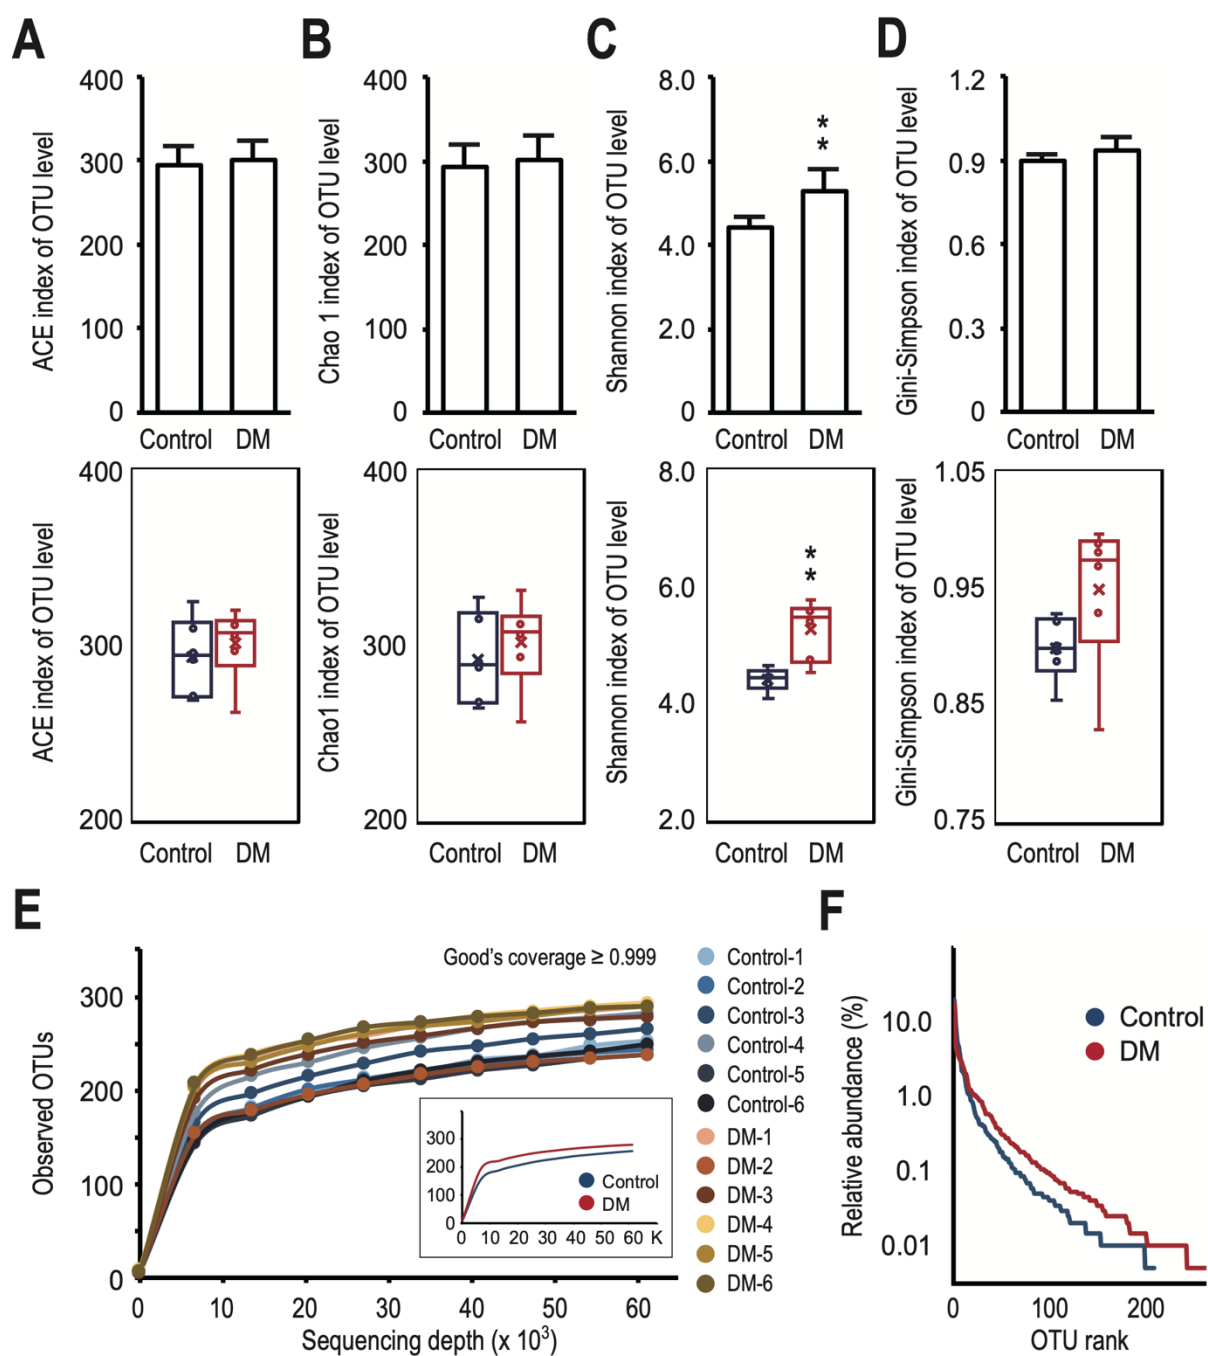 A
B
C
D
ACE index of OTU level
400
300
200
100
0
Control
DM
Chao 1 index of OTU level
400
300
200
100
0
Control
DM
Shannon index of OTU level
8.0
6.0
4.0
2.0
0
*
*
Control
DM
Gini-Simpson index of OTU level
1.2
0.9
0.6
0.3
0
Control
DM
ACE index of OTU level
400
300
200
Control
DM
Chao1 index of OTU level
400
300
200
Control
DM
Shannon index of OTU level
8.0
6.0
4.0
2.0
*
*
Control
DM
Gini-Simpson index of OTU level
1.05
0.95
0.85
0.75
Control
DM
E
Good's coverage ≥ 0.999
Observed OTUs
300
200
100
0
0 10 20 30 40 50 60
Sequencing depth (x 10³)
300
200
100
0
0 10 20 30 40 50 60 K
Control
DM
Control-1
Control-2
Control-3
Control-4
Control-5
Control-6
DM-1
DM-2
DM-3
DM-4
DM-5
DM-6
F
Relative abundance (%)
10.0
1.0
0.1
0.01
Control
DM
0 100 200
OTU rank